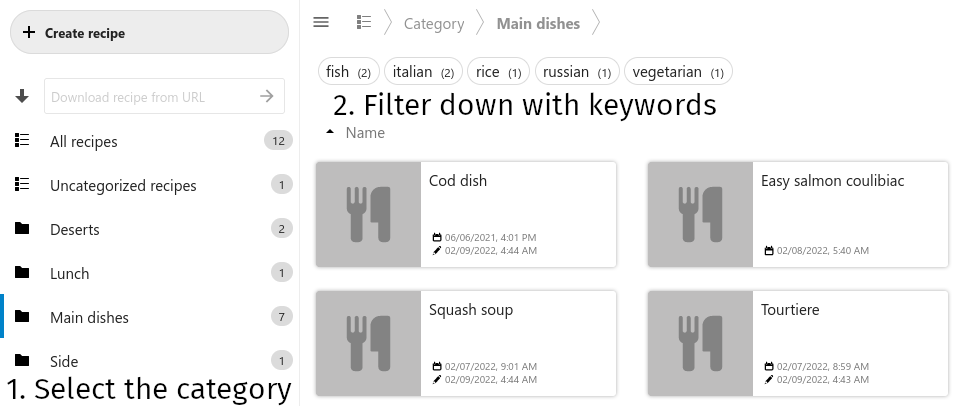 Create recipe
Download recipe from URL
All recipes 12
Uncategorized recipes 1
Deserts 2
Lunch 1
Main dishes 7
Side 1
1. Select the category
Category Main dishes
fish (2) italian (2) rice (1) russian (1) vegetarian (1)
2. Filter down with keywords
Name
Cod dish
06/06/2021, 4:01 PM
02/09/2022, 4:44 AM
Easy salmon coulibiac
02/08/2022, 5:40 AM
Squash soup
02/07/2022, 9:01 AM
02/09/2022, 4:44 AM
Tourtiere
02/07/2022, 8:59 AM
02/09/2022, 4:43 AM